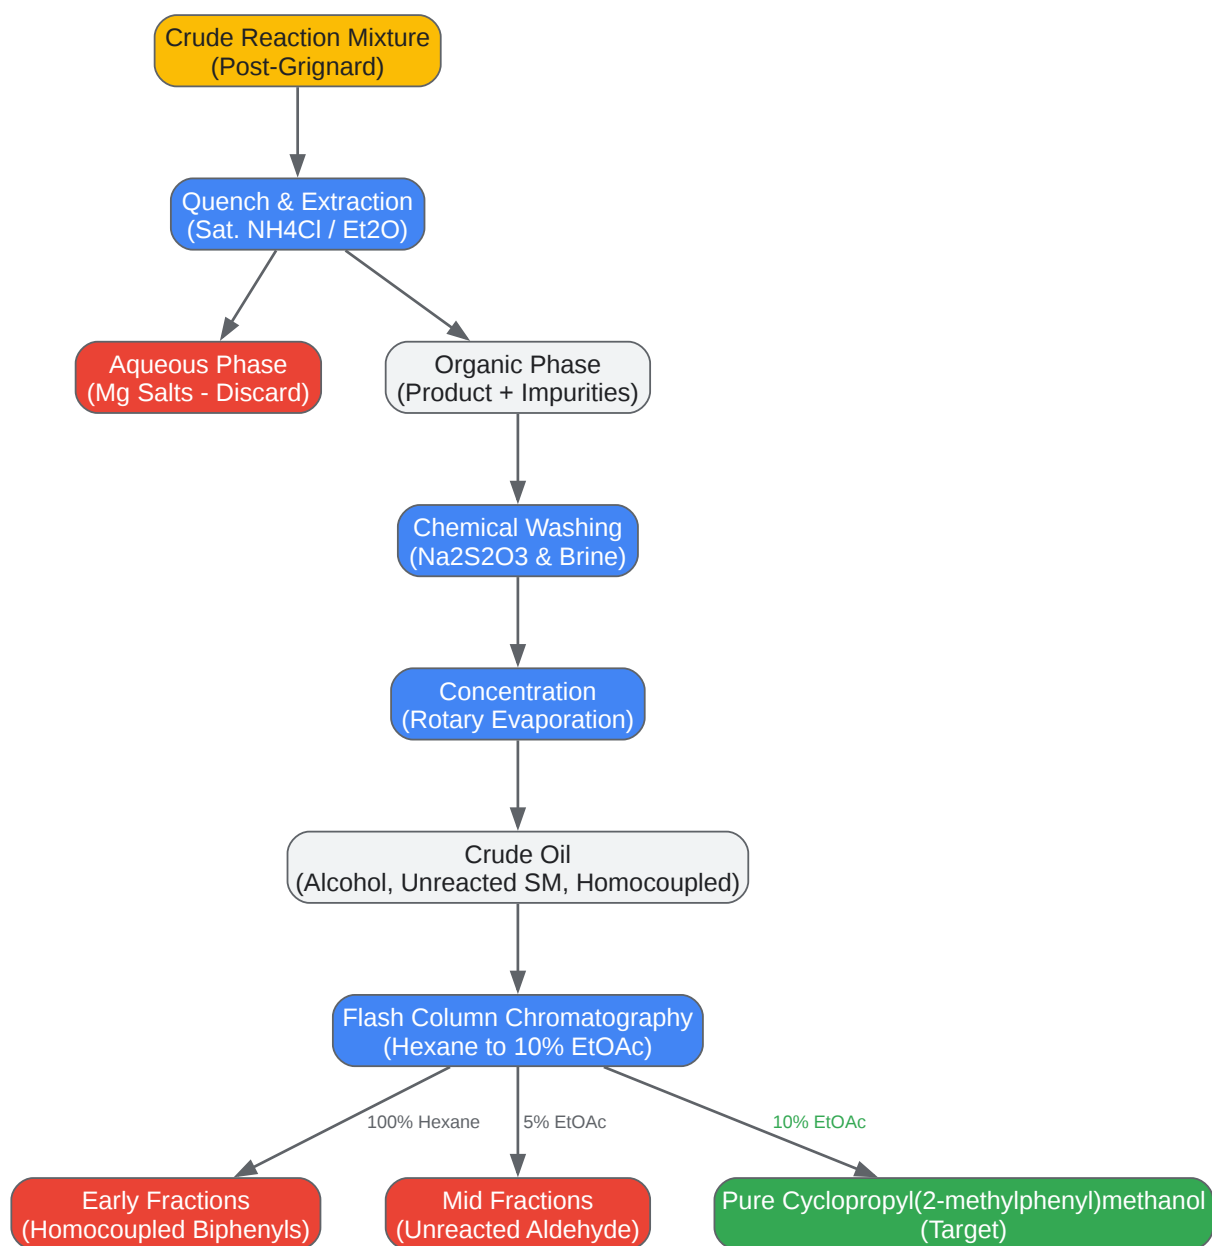 Crude Reaction Mixture
(Post-Grignard)
Quench & Extraction
(Sat. NH4Cl / Et2O)
Aqueous Phase
(Mg Salts - Discard)
Organic Phase
(Product + Impurities)
Chemical Washing
(Na2S2O3 & Brine)
Concentration
(Rotary Evaporation)
Crude Oil
(Alcohol, Unreacted SM, Homocoupled)
Flash Column Chromatography
(Hexane to 10% EtOAc)
100% Hexane
5% EtOAc
10% EtOAc
Early Fractions
(Homocoupled Biphenyls)
Mid Fractions
(Unreacted Aldehyde)
Pure Cyclopropyl(2-methylphenyl)methanol
(Target)